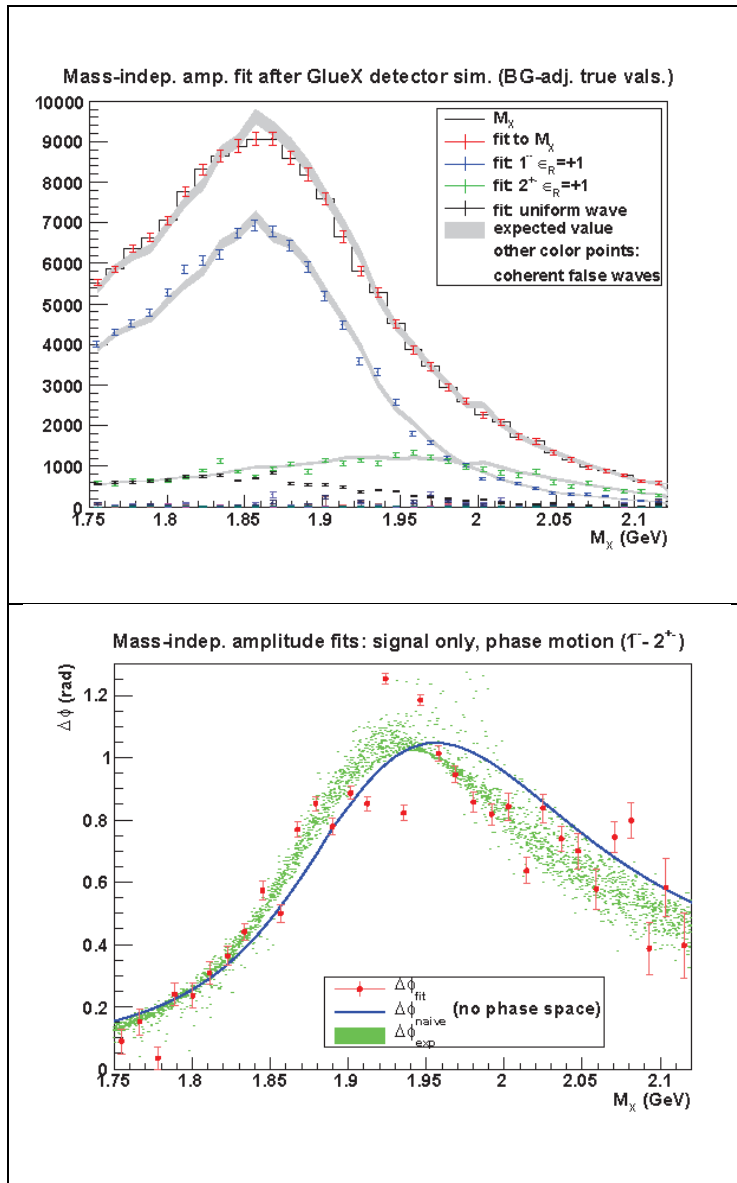 Mass-indep. amp. fit after GlueX detector sim. (BG-adj. true vals.)
10000
9000
8000
7000
6000
5000
4000
3000
2000
1000
0
M_X
fit to M_X
fit: 1⁻⁻ ∈_R=+1
fit: 2⁺⁻ ∈_R=+1
fit: uniform wave
expected value
other color points:
coherent false waves
1.75 1.8 1.85 1.9 1.95 2 2.05 2.1
M_X (GeV)
Mass-indep. amplitude fits: signal only, phase motion (1⁻⁻- 2⁺⁻)
Δϕ (rad)
1.2
1
0.8
0.6
0.4
0.2
0
Δϕ_fit
Δϕ_naive (no phase space)
Δϕ_exp
1.75 1.8 1.85 1.9 1.95 2 2.05 2.1
M_X (GeV)